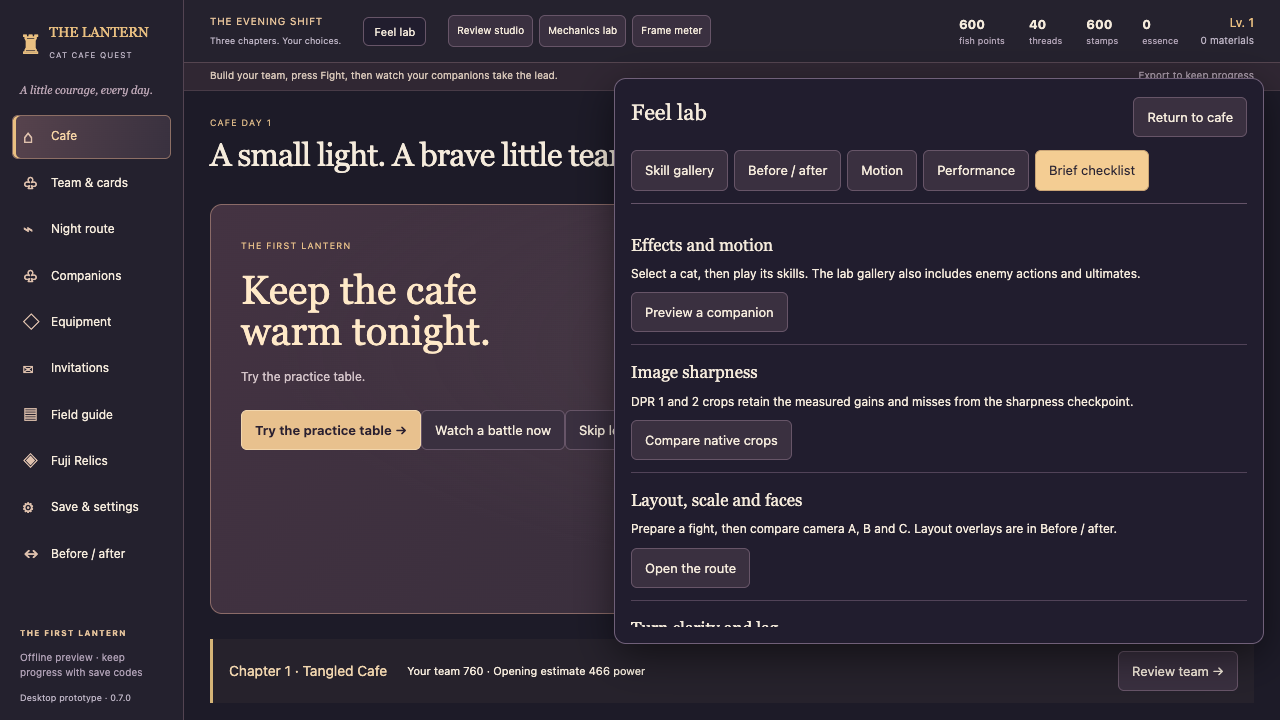 THE LANTERN
CAT CAFE QUEST
A little courage, every day.
Cafe
Team & cards
Night route
Companions
Equipment
Invitations
Field guide
Fuji Relics
Save & settings
Before / after
THE FIRST LANTERN
Offline preview · keep
progress with save codes
Desktop prototype · 0.7.0
THE EVENING SHIFT
Three chapters. Your choices.
Feel lab
Review studio
Mechanics lab
Frame meter
600
fish points
40
threads
600
stamps
0
essence
Lv. 1
0 materials
Build your team, press Fight, then watch your companions take the lead.
Export to keep progress
CAFE DAY 1
A small light. A brave little tea
THE FIRST LANTERN
Keep the cafe
warm tonight.
Try the practice table.
Try the practice table →
Watch a battle now
Skip
Chapter 1 · Tangled Cafe
Your team 760 · Opening estimate 466 power
Review team →
Feel lab
Return to cafe
Skill gallery
Before / after
Motion
Performance
Brief checklist
Effects and motion
Select a cat, then play its skills. The lab gallery also includes enemy actions and ultimates.
Preview a companion
Image sharpness
DPR 1 and 2 crops retain the measured gains and misses from the sharpness checkpoint.
Compare native crops
Layout, scale and faces
Prepare a fight, then compare camera A, B and C. Layout overlays are in Before / after.
Open the route
Turn clarity and log